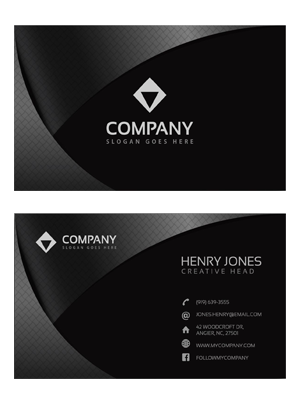 COMPANY
SLOGAN GOES HERE
COMPANY
SLOGAN GOES HERE
HENRY JONES
CREATIVE HEAD
(919) 639-3555
JONES.HENRY@EMAIL.COM
42 WOODCROFT DR,
ANGIER, NC, 27501
WWW.MYCOMPANY.COM
FOLLOWMYCOMPANY